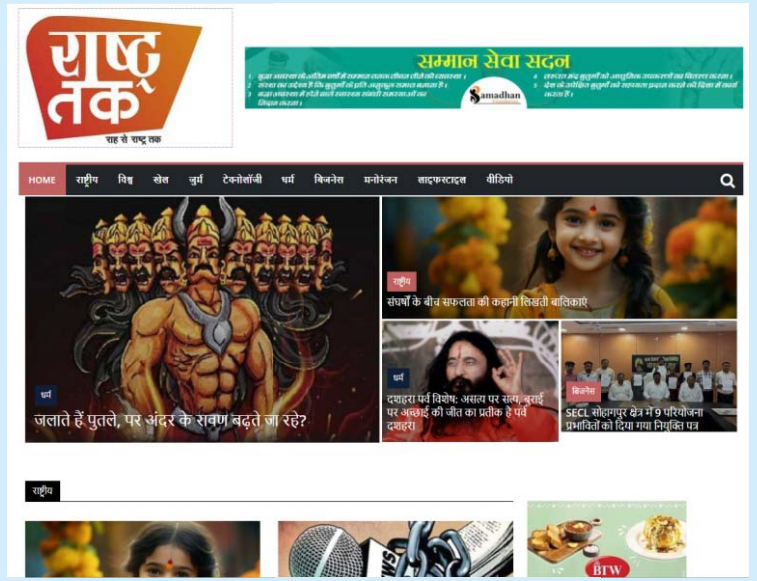 राष्ट्र
तक
राह से राष्ट्र तक
सम्मान सेवा सदन
Samadhan
HOME राष्ट्रीय विश्व खेल जुर्म टेक्नोलॉजी धर्म बिजनेस मनोरंजन लाइफस्टाइल वीडियो
धर्म
जलाते हैं पुतले, पर अंदर के रावण बढ़ते जा रहे?
राष्ट्रीय
संघर्षों के बीच सफलता की कहानी लिखती बालिकाएं
धर्म
दशहरा पर्व विशेष: असत्य पर सत्य, बुराई
पर अच्छाई की जीत का प्रतीक है पर्व
दशहरा
बिजनेस
SECL सोहागपुर क्षेत्र में 9 परियोजना
प्रभावितों को दिया गया नियुक्ति पत्र
राष्ट्रीय
NEWS
BTW